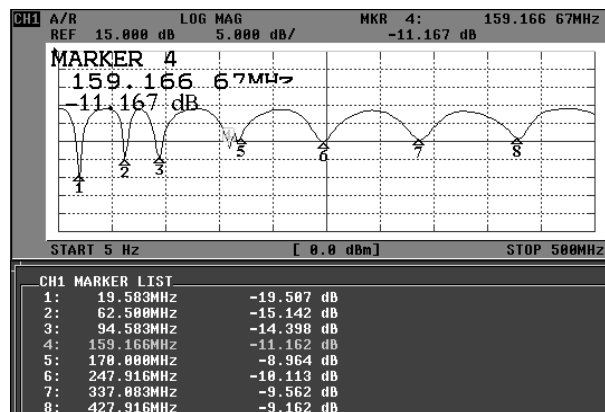 CH1 A/R LOG MAG MKR 4: 159.166 67MHz
REF 15.000 dB 5.000 dB/ -11.167 dB
MARKER 4
159.166 67MHz
-11.167 dB
1 2 3 5 6 7 8
START 5 Hz [ 0.0 dBm] STOP 500MHz
CH1 MARKER LIST
1: 19.583MHz -19.507 dB
2: 62.500MHz -15.142 dB
3: 94.583MHz -14.398 dB
4: 159.166MHz -11.162 dB
5: 170.000MHz -8.964 dB
6: 247.916MHz -10.113 dB
7: 337.083MHz -9.562 dB
8: 427.916MHz -9.162 dB